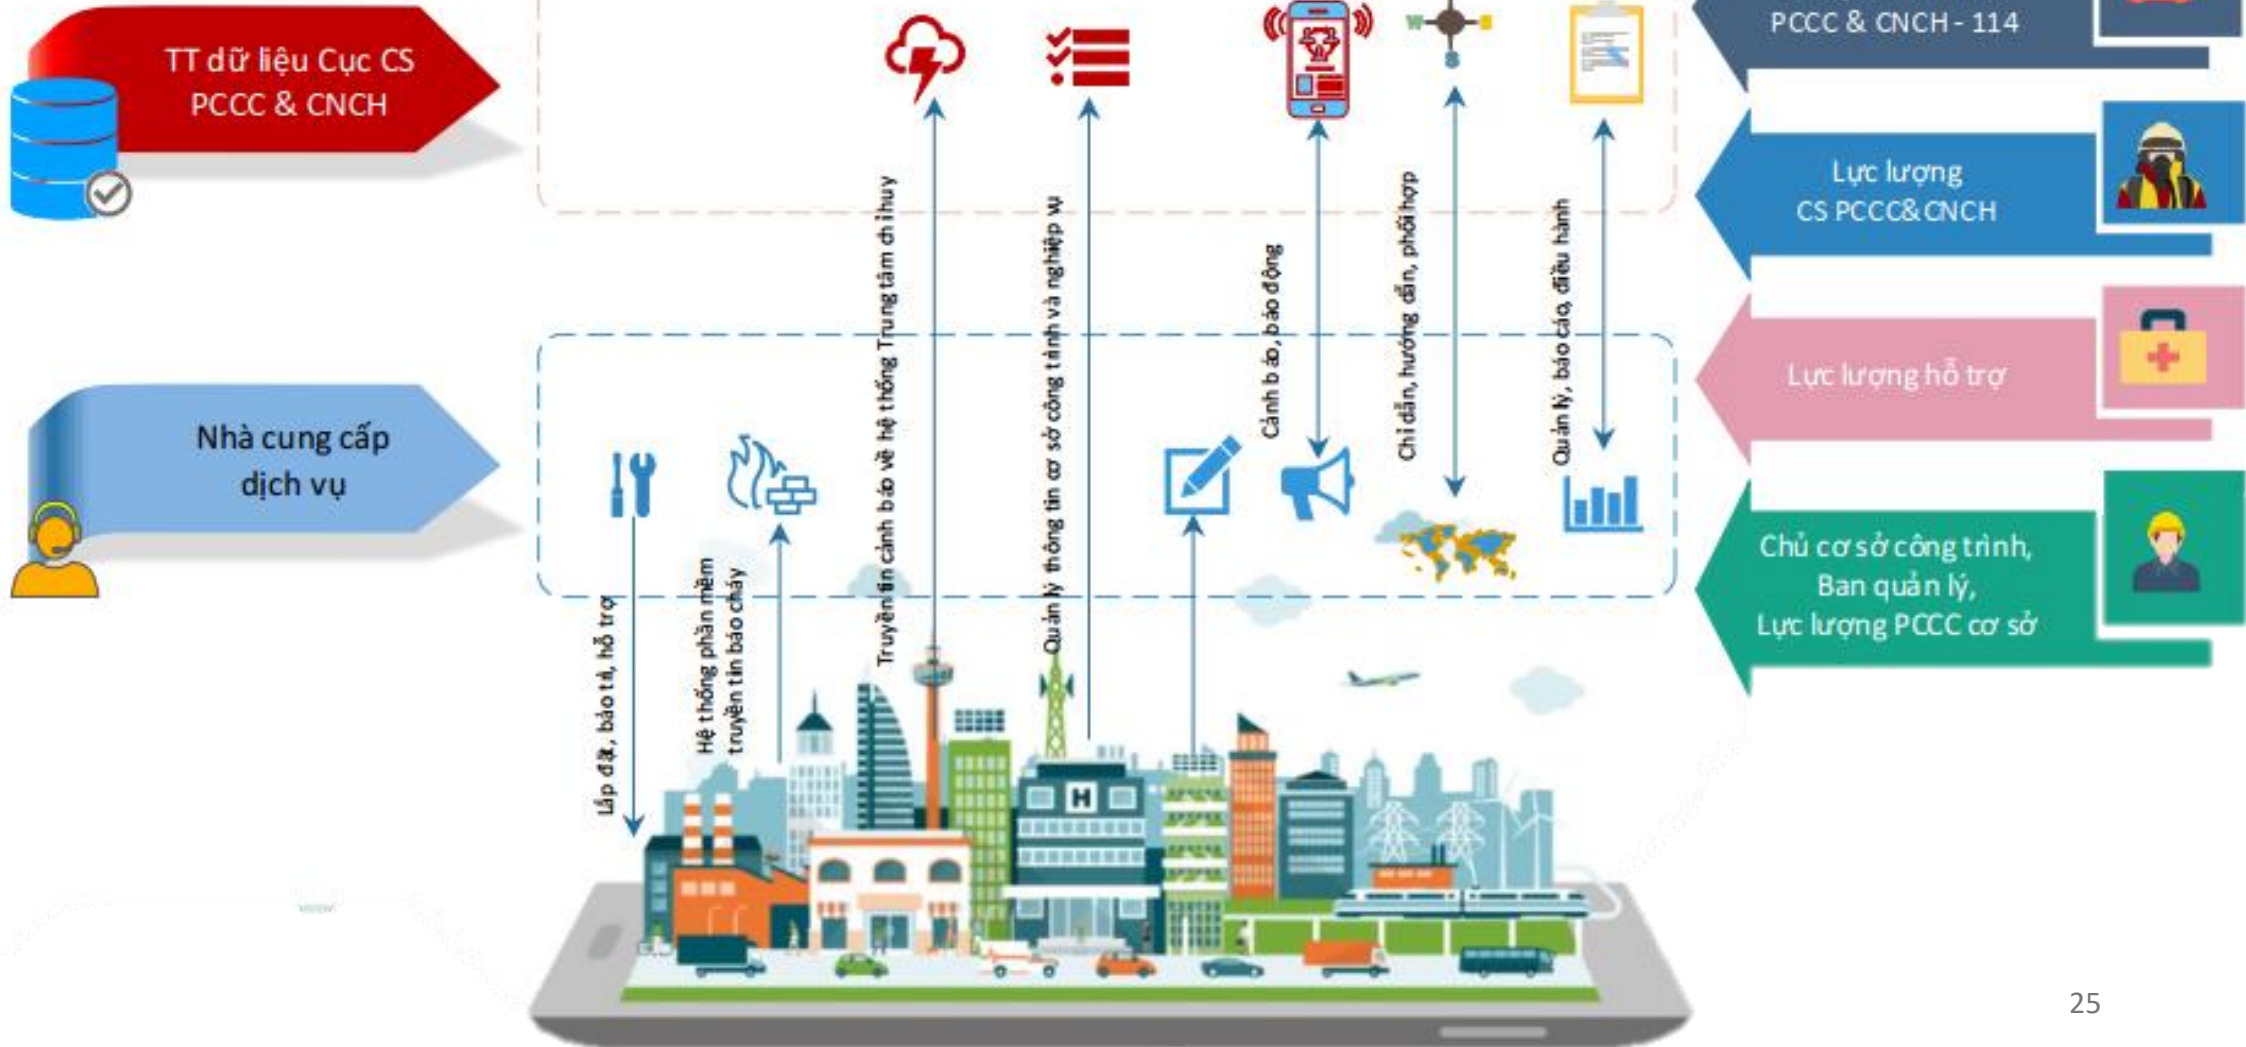 TT dữ liệu Cục CS
PCCC & CNCH
Nhà cung cấp
dịch vụ
Lắp đặt, bảo trì, hỗ trợ
Hệ thống phần mềm
truyền tin báo cháy
Truyền tin cảnh báo về hệ thống Trung tâm chỉ huy
Quản lý thông tin cơ sở công trình và nghiệp vụ
Cảnh báo, báo động
Chỉ dẫn, hướng dẫn, phối hợp
Quản lý, báo cáo, điều hành
W
S
H
PCCC & CNCH - 114
Lực lượng
CS PCCC&CNCH
Lực lượng hỗ trợ
Chủ cơ sở công trình,
Ban quản lý,
Lực lượng PCCC cơ sở
25